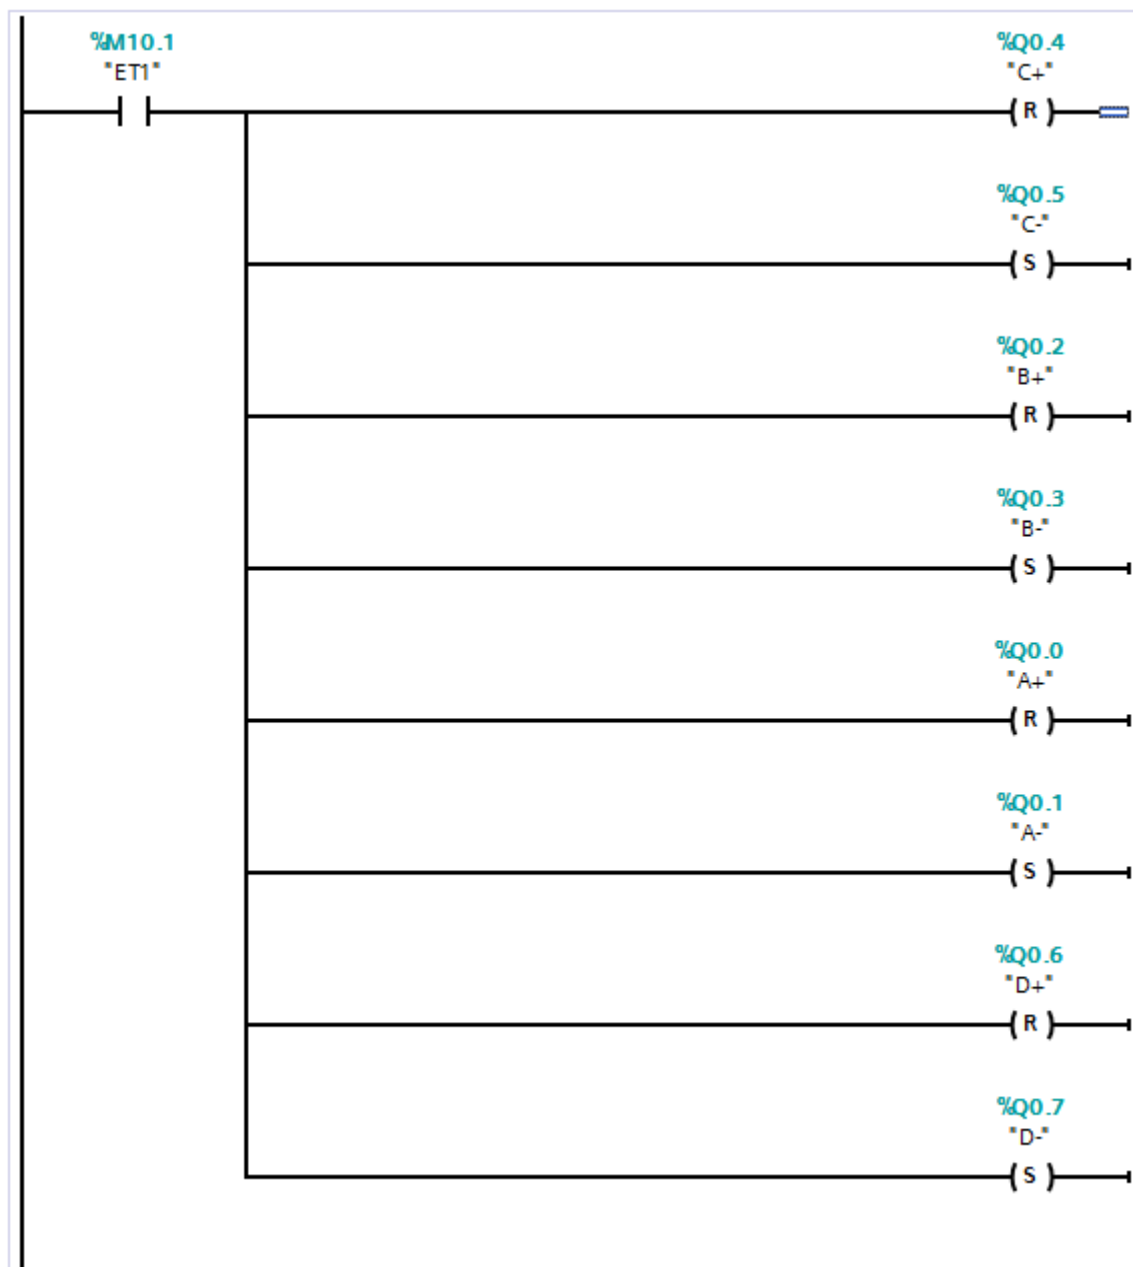 %M10.1
"ET1"
%Q0.4
"C+"
( R )
%Q0.5
"C-"
( S )
%Q0.2
"B+"
( R )
%Q0.3
"B-"
( S )
%Q0.0
"A+"
( R )
%Q0.1
"A-"
( S )
%Q0.6
"D+"
( R )
%Q0.7
"D-"
( S )